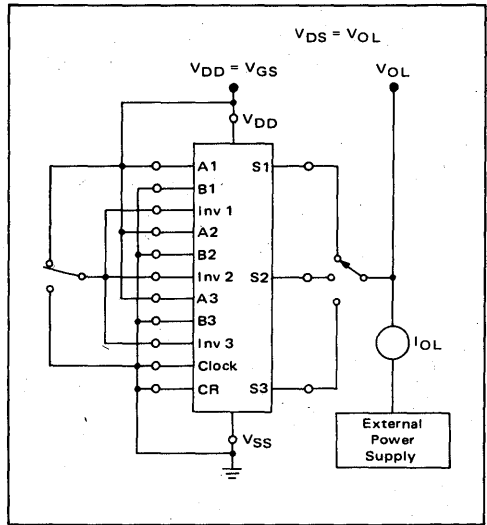 VDS = VOL
VDD = VGS
VOL
VDD
A1
S1
B1
Inv 1
A2
B2
Inv 2
S2
A3
B3
Inv 3
IOL
Clock
CR
S3
External
Power
Supply
VSS